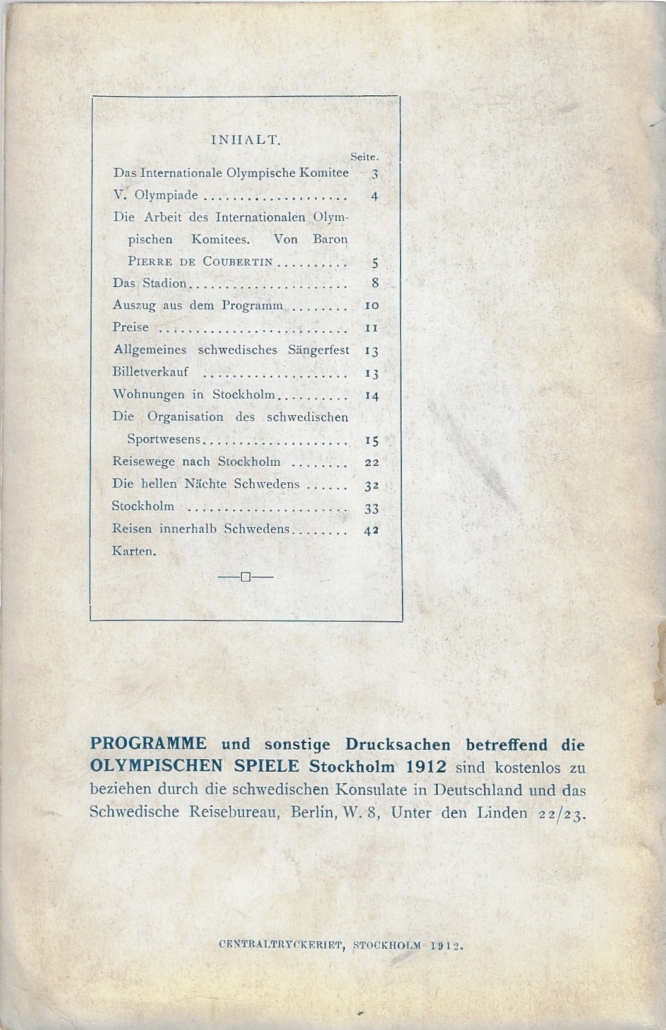 INHALT.
Seite.
Das Internationale Olympische Komitee 3
V. Olympiade .................... 4
Die Arbeit des Internationalen Olym-
pischen Komitees. Von Baron
PIERRE DE COUBERTIN .......... 5
Das Stadion ...................... 8
Auszug aus dem Programm ........ 10
Preise .......................... 11
Allgemeines schwedisches Sängerfest 13
Billetverkauf .................... 13
Wohnungen in Stockholm .......... 14
Die Organisation des schwedischen
Sportwesens .................... 15
Reisewege nach Stockholm ........ 22
Die hellen Nächte Schwedens ...... 32
Stockholm ...................... 33
Reisen innerhalb Schwedens ........ 42
Karten.
PROGRAMME und sonstige Drucksachen betreffend die
OLYMPISCHEN SPIELE Stockholm 1912 sind kostenlos zu
beziehen durch die schwedischen Konsulate in Deutschland und das
Schwedische Reisebureau, Berlin, W. 8, Unter den Linden 22/23.
CENTRALTRYCKERIET, STOCKHOLM 1912.